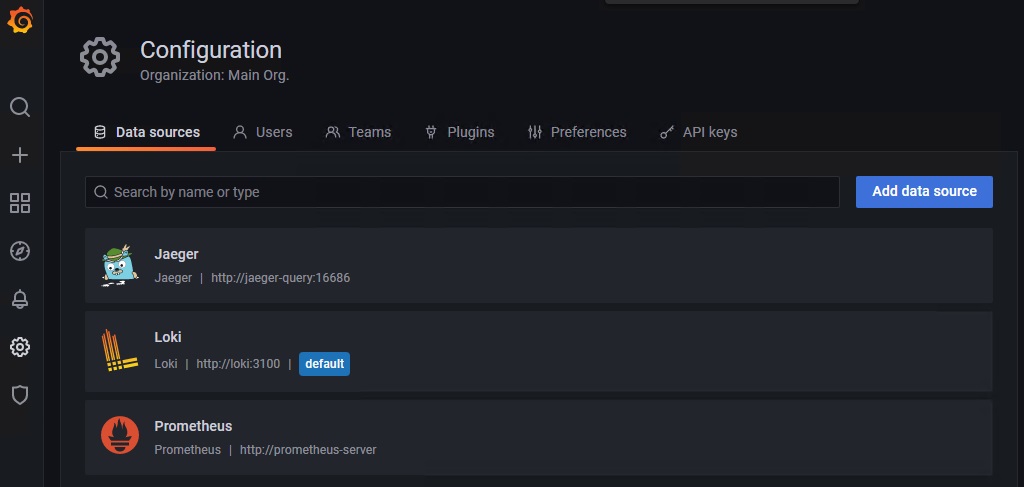 Configuration
Organization: Main Org.
Data sources Users Teams Plugins Preferences API keys
Search by name or type Add data source
Jaeger
Jaeger | http://jaeger-query:16686
Loki
Loki | http://loki:3100 | default
Prometheus
Prometheus | http://prometheus-server